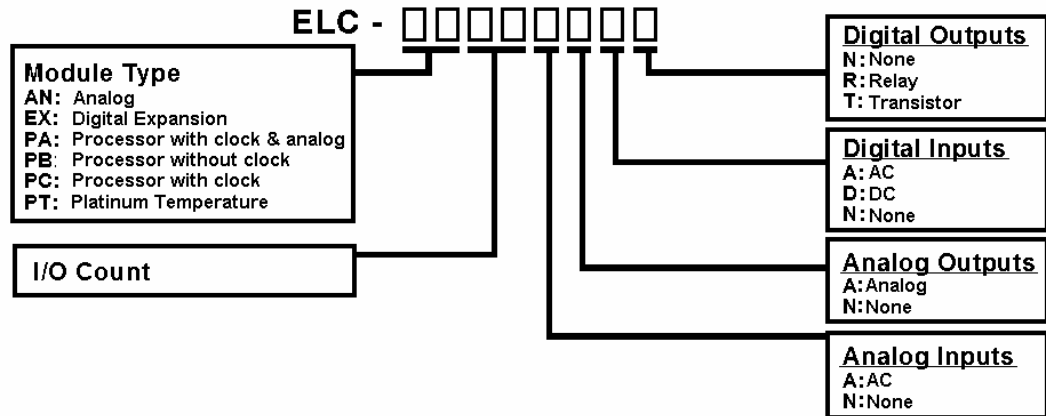 ELC -
Module Type
AN: Analog
EX: Digital Expansion
PA: Processor with clock & analog
PB: Processor without clock
PC: Processor with clock
PT: Platinum Temperature
I/O Count
Digital Outputs
N: None
R: Relay
T: Transistor
Digital Inputs
A: AC
D: DC
N: None
Analog Outputs
A: Analog
N: None
Analog Inputs
A: AC
N: None